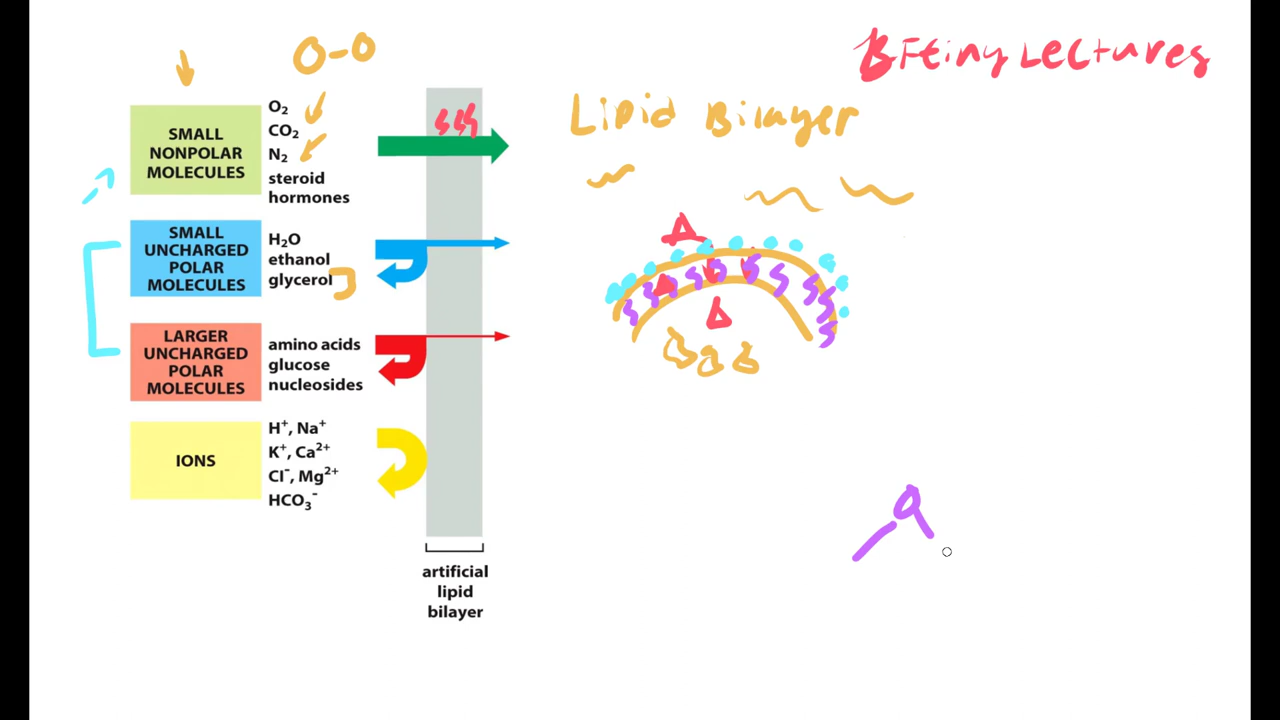 BFtiny Lectures
O-O
Lipid Bilayer
SMALL
NONPOLAR
MOLECULES
O₂
CO₂
N₂
steroid
hormones
SMALL
UNCHARGED
POLAR
MOLECULES
H₂O
ethanol
glycerol
LARGER
UNCHARGED
POLAR
MOLECULES
amino acids
glucose
nucleosides
IONS
H⁺, Na⁺
K⁺, Ca²⁺
Cl⁻, Mg²⁺
HCO₃⁻
artificial
lipid
bilayer